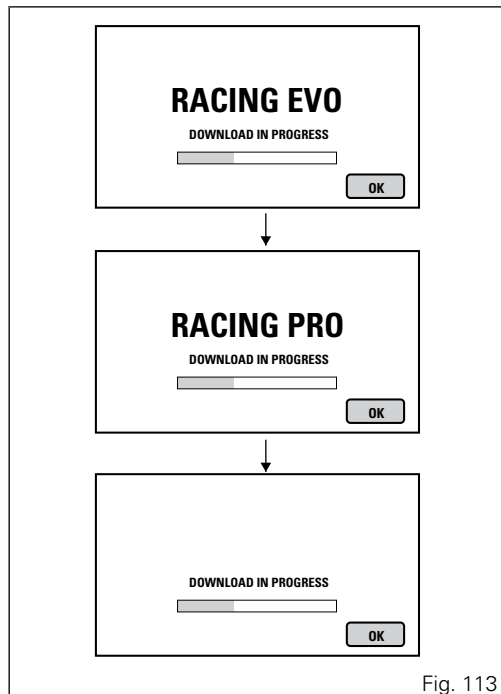 RACING EVO
DOWNLOAD IN PROGRESS
OK
RACING PRO
DOWNLOAD IN PROGRESS
OK
DOWNLOAD IN PROGRESS
OK
Fig. 113